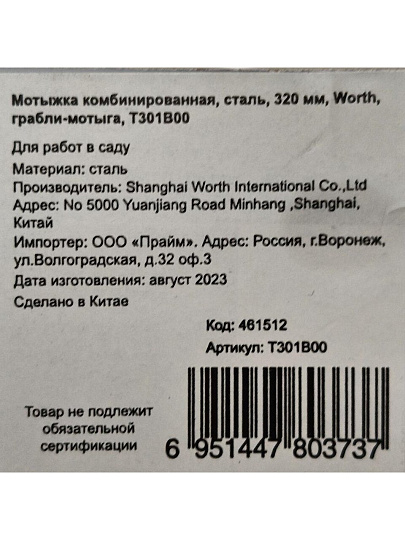 Мотыжка комбинированная, сталь, 320 мм, Worth,
грабли-мотыга, T301B00
Для работ в саду
Материал: сталь
Производитель: Shanghai Worth International Co.,Ltd
Адрес: No 5000 Yuanjiang Road Minhang ,Shanghai,
Китай
Импортер: ООО «Прайм». Адрес: Россия, г.Воронеж,
ул.Волгоградская, д.32 оф.3
Дата изготовления: август 2023
Сделано в Китае
Код: 461512
Артикул: T301B00
Товар не подлежит
обязательной
сертификации
6 951447 803737